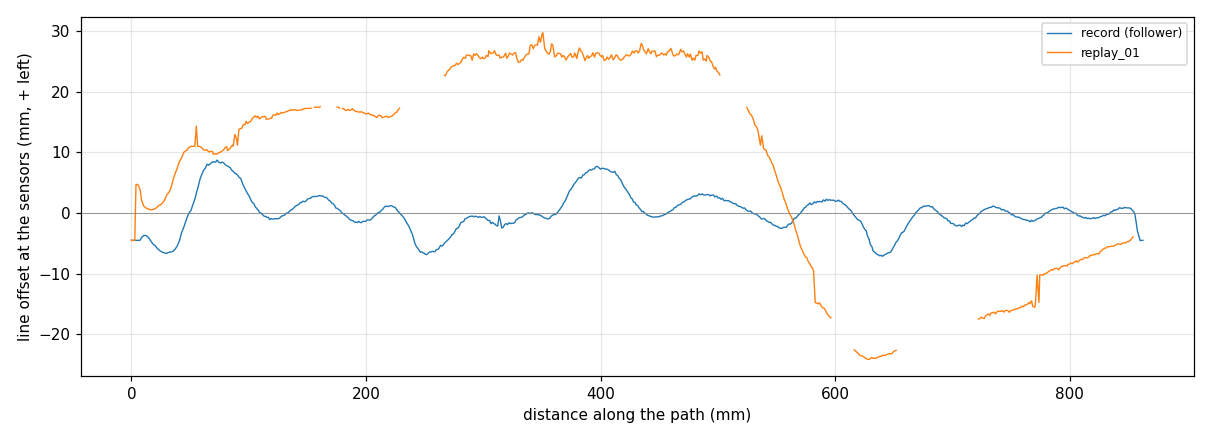 record (follower)
replay_01
line offset at the sensors (mm, + left)
30
20
10
0
−10
−20
0
200
400
600
800
distance along the path (mm)